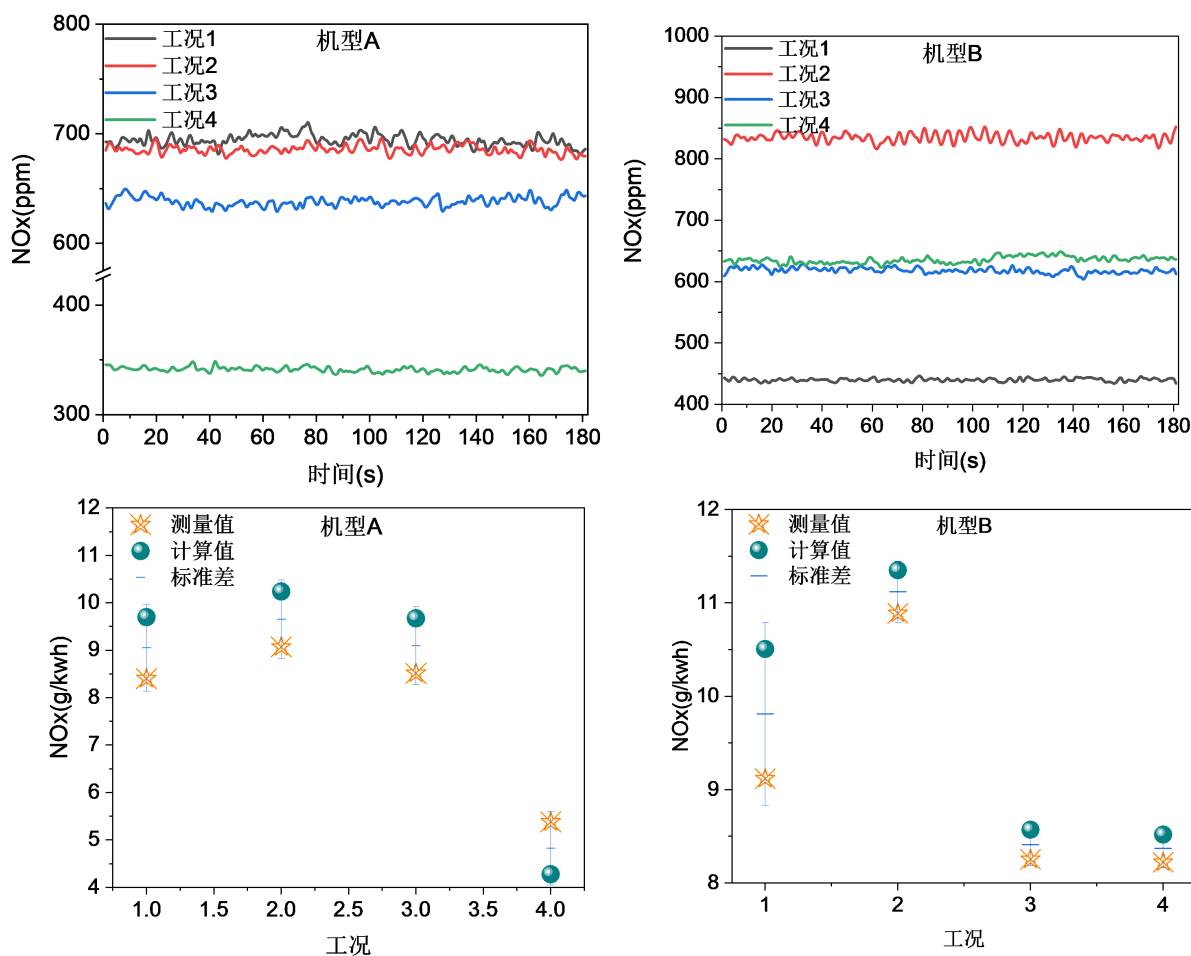 机型A
工况1
工况2
工况3
工况4
800
700
600
400
300
NOx(ppm)
0 20 40 60 80 100 120 140 160 180
时间(s)
机型B
工况1
工况2
工况3
工况4
1000
900
800
700
600
450
400
NOx(ppm)
0 20 40 60 80 100 120 140 160 180
时间(s)
机型A
测量值
计算值
标准差
12
11
10
9
8
7
6
5
4
NOx(g/kwh)
1.0 1.5 2.0 2.5 3.0 3.5 4.0
工况
机型B
测量值
计算值
标准差
12
11
10
9
8
NOx(g/kwh)
1 2 3 4
工况